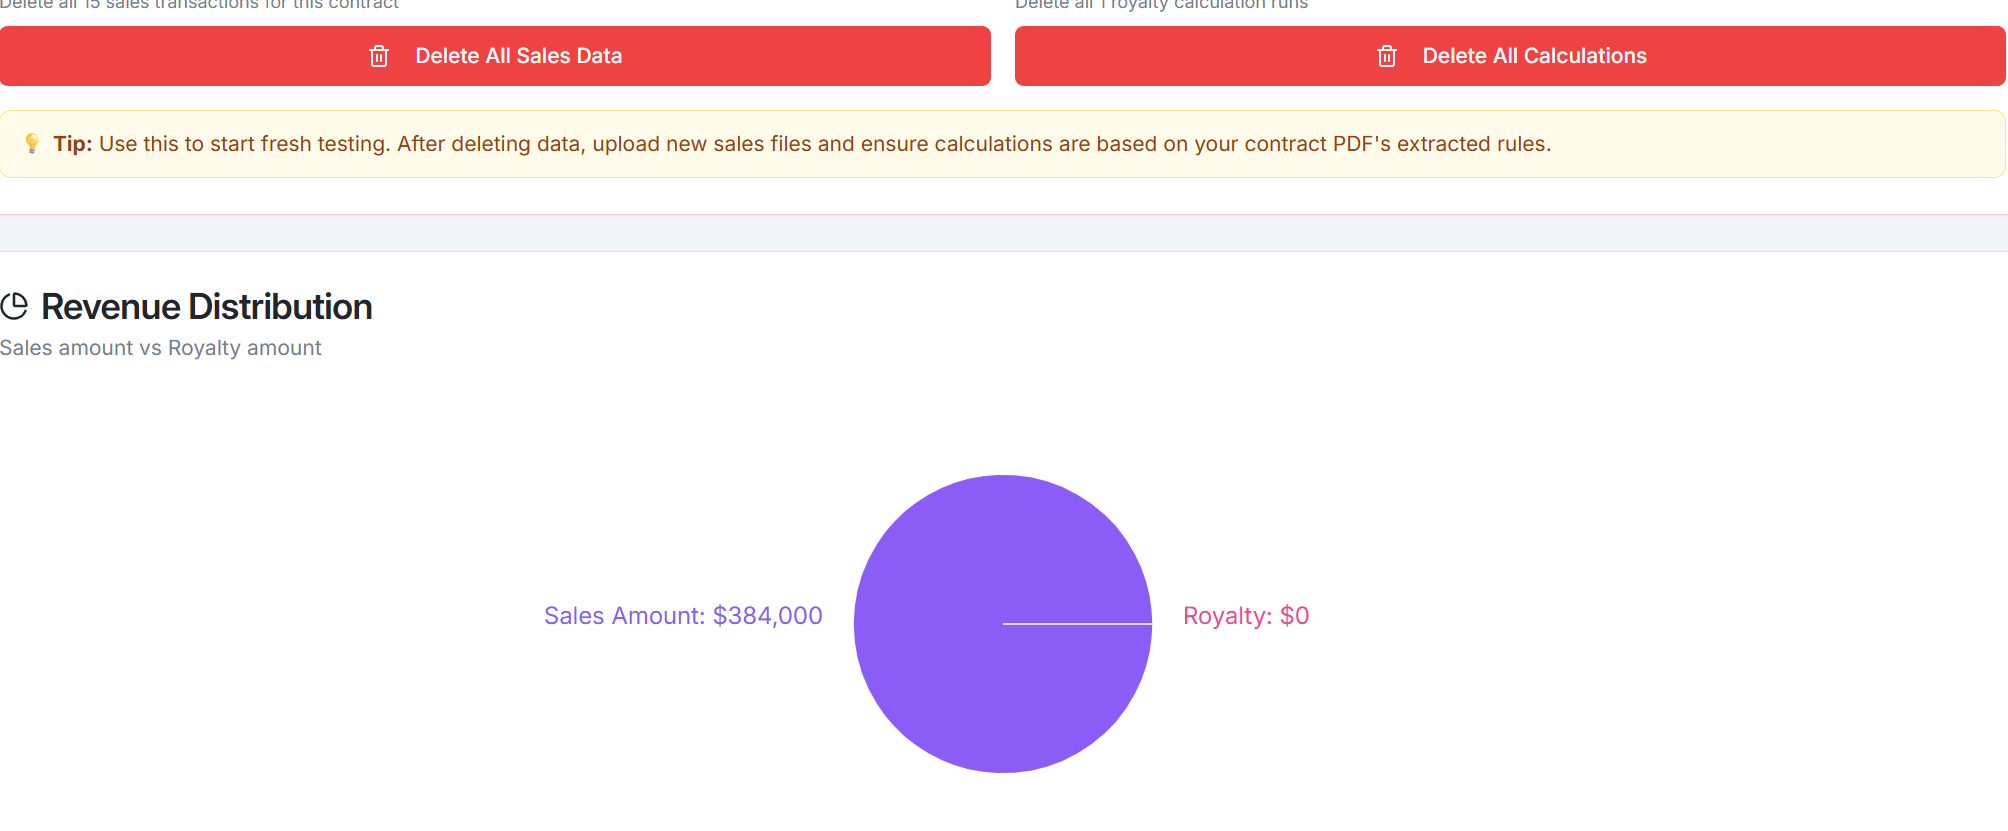 Delete all 15 sales transactions for this contract
Delete all 1 royalty calculation runs
Delete All Sales Data
Delete All Calculations
💡 Tip: Use this to start fresh testing. After deleting data, upload new sales files and ensure calculations are based on your contract PDF's extracted rules.
Revenue Distribution
Sales amount vs Royalty amount
Sales Amount: $384,000
Royalty: $0